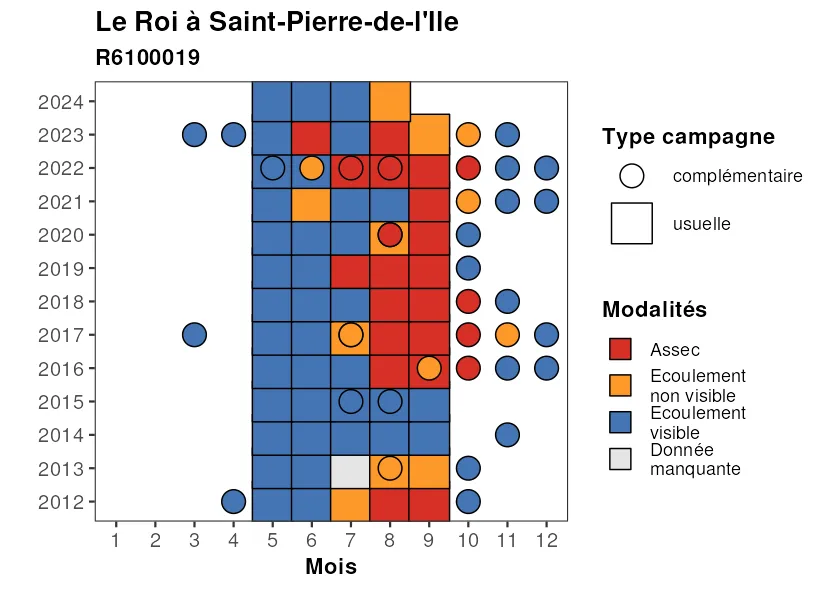 Le Roi à Saint-Pierre-de-l'Ile
R6100019
2024
2023
2022
2021
2020
2019
2018
2017
2016
2015
2014
2013
2012
1 2 3 4 5 6 7 8 9 10 11 12
Mois
Type campagne
complémentaire
usuelle
Modalités
Assec
Ecoulement
non visible
Ecoulement
visible
Donnée
manquante